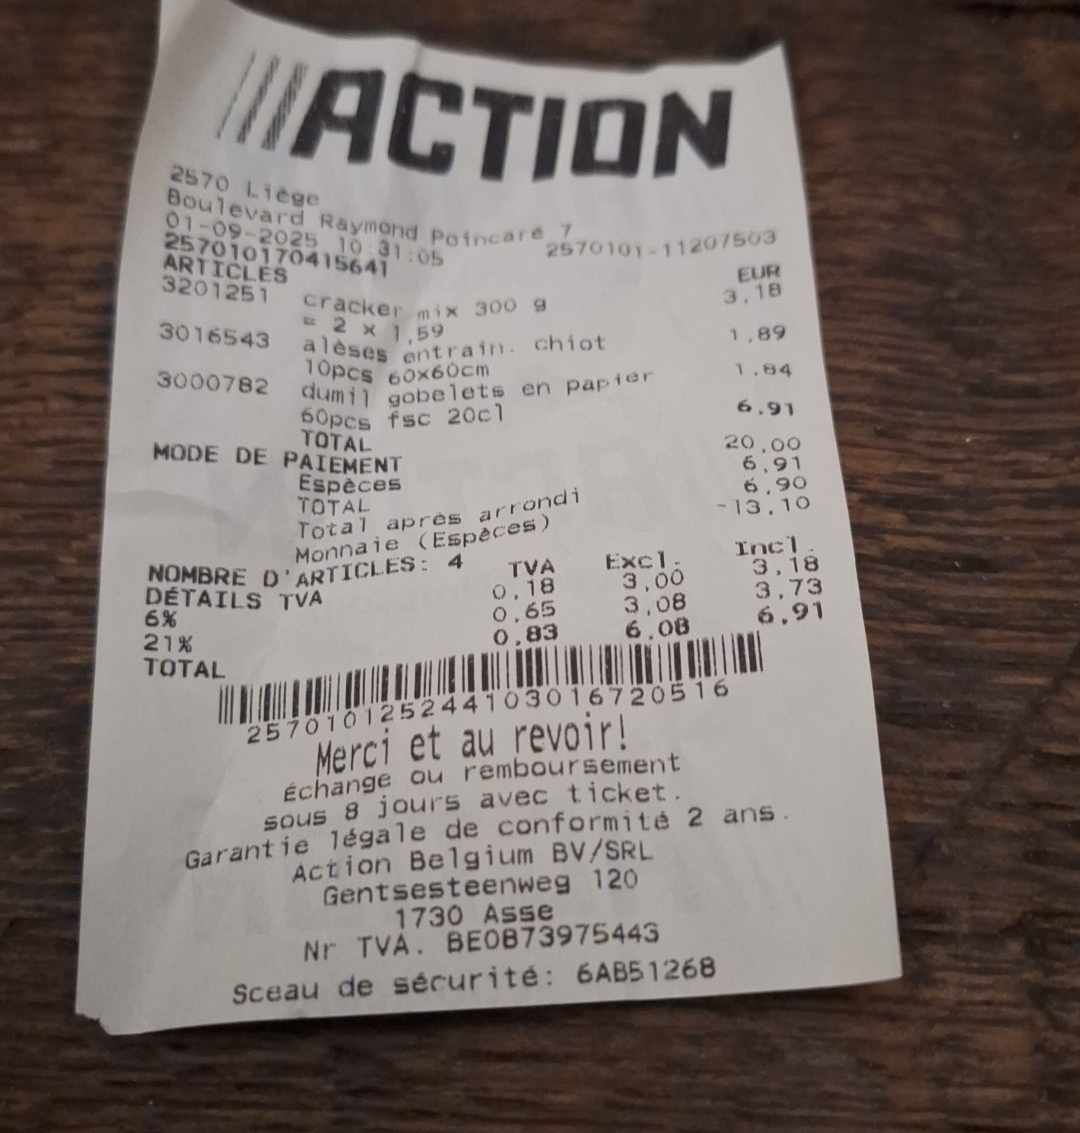 ///ACTION
2570 Liège
Boulevard Raymond Poincaré 7
01-09-2025 10:31:05 2570101-11207503
257010170415641
ARTICLES EUR
3201251 cracker mix 300 g 3,18
= 2 x 1,59
3016543 alèses entrain. chiot 1,89
10pcs 60x60cm
3000782 dumil gobelets en papier 1,84
60pcs fsc 20cl
TOTAL 6,91
MODE DE PAIEMENT
Espèces 20,00
TOTAL 6,91
Total après arrondi 6,90
Monnaie (Espèces) -13,10
NOMBRE D'ARTICLES: 4
DÉTAILS TVA TVA Excl. Incl.
6% 0,18 3,00 3,18
21% 0,65 3,08 3,73
TOTAL 0,83 6,08 6,91
257010125244103016720516
Merci et au revoir!
Échange ou remboursement
sous 8 jours avec ticket.
Garantie légale de conformité 2 ans.
Action Belgium BV/SRL
Gentsesteenweg 120
1730 Asse
Nr TVA. BE0873975443
Sceau de sécurité: 6AB51268